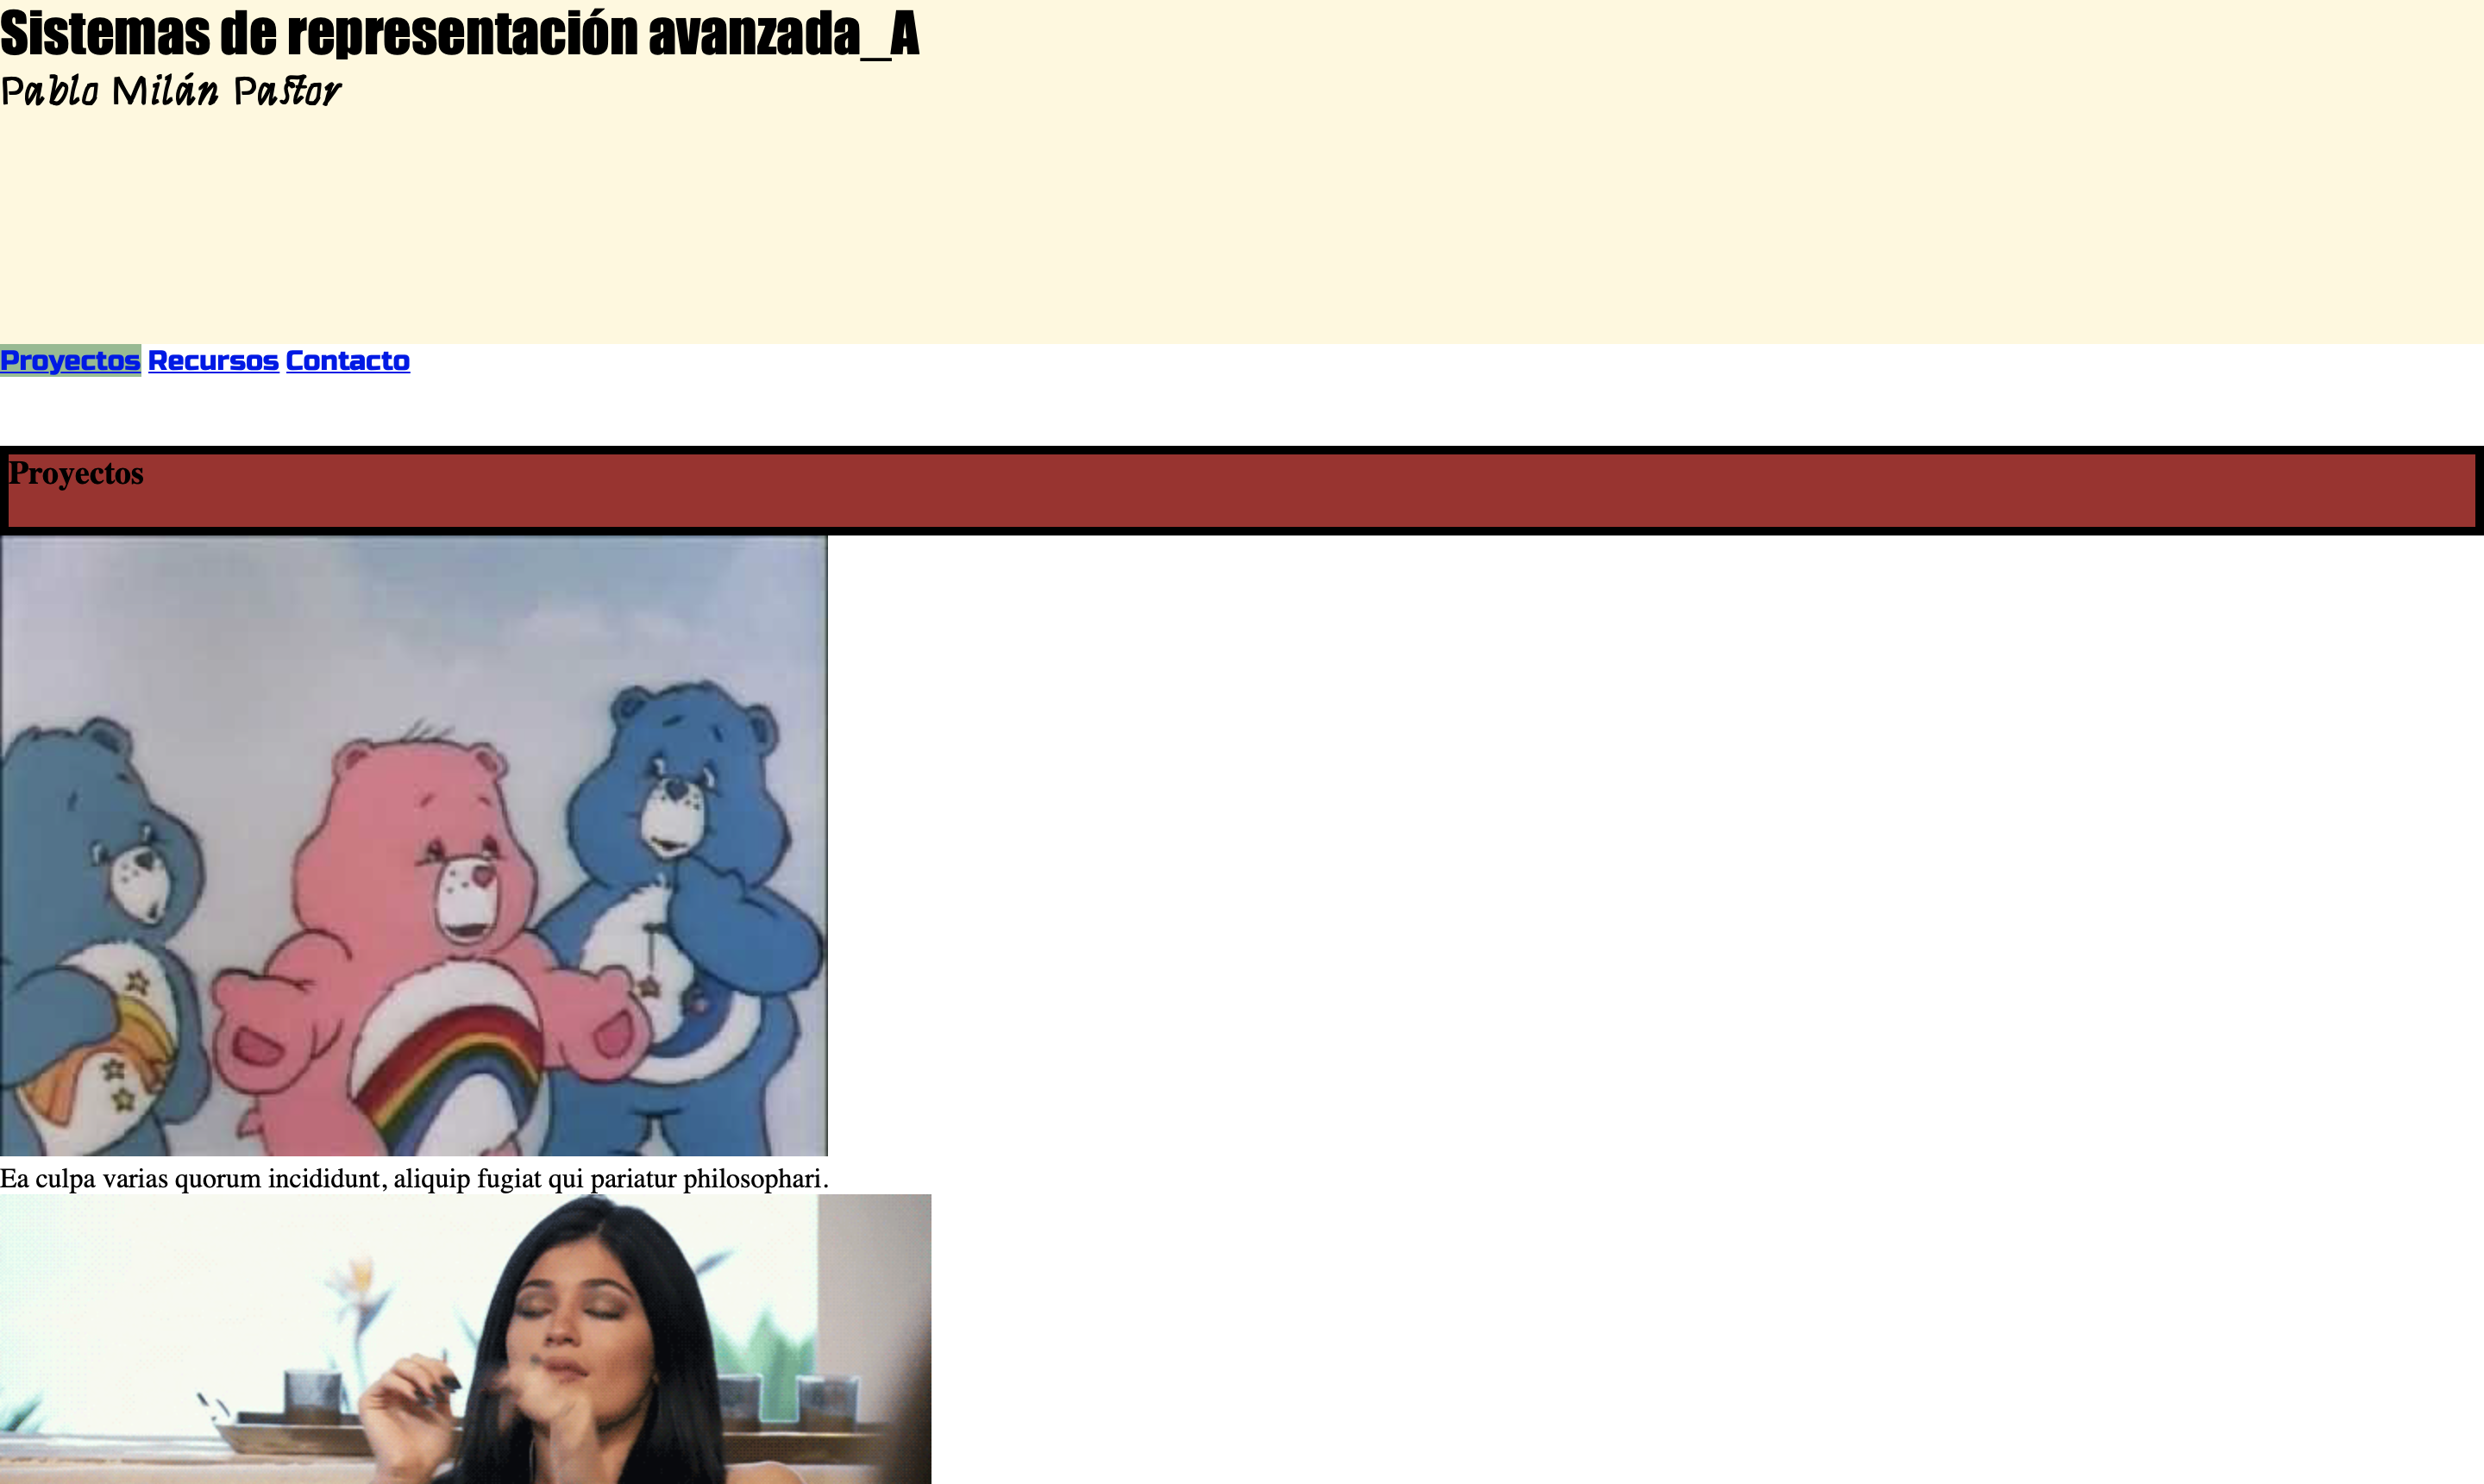 Sistemas de representación avanzada_A
Pablo Milán Pastor
Proyectos Recursos Contacto
Proyectos
Ea culpa varias quorum incididunt, aliquip fugiat qui pariatur philosophari.